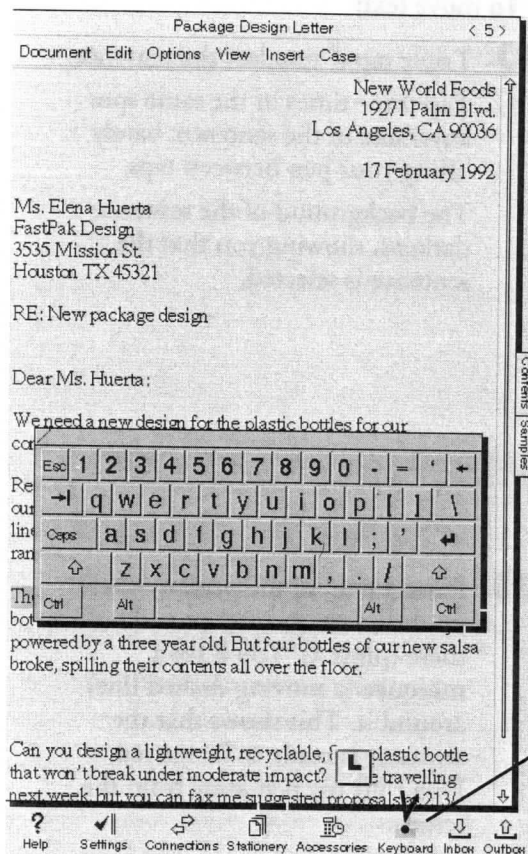 Package Design Letter < 5 >
Document Edit Options View Insert Case
New World Foods
19271 Palm Blvd.
Los Angeles, CA 90036
17 February 1992
Ms. Elena Huerta
FastPak Design
3535 Mission St.
Houston TX 45321
RE: New package design
Dear Ms. Huerta:
We need a new design for the plastic bottles for our
Esc 1 2 3 4 5 6 7 8 9 0 - = ‘ ←
→| q w e r t y u i o p [ ] \
Caps a s d f g h j k l ; ' ↵
⇧ z x c v b n m , . / ⇧
Ctrl Alt Alt Ctrl
powered by a three year old. But four bottles of our new salsa
broke, spilling their contents all over the floor.
Can you design a lightweight, recyclable, plastic bottle
that won't break under moderate impact? travelling
next week, but you can fax me suggested proposals at 213/
Contents
Samples
? Help Settings Connections Stationery Accessories Keyboard Inbox Outbox